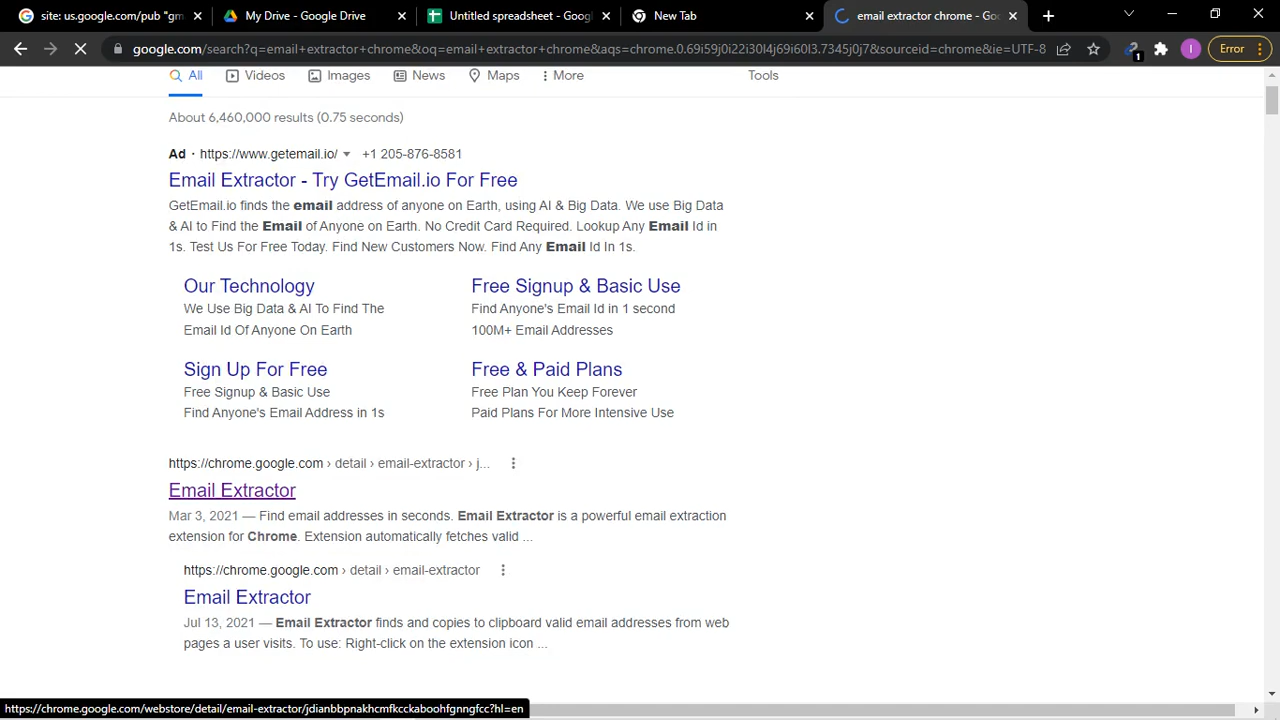 site: us.google.com/pub "gm
My Drive - Google Drive
Untitled spreadsheet - Goog
New Tab
email extractor chrome - Goo
google.com/search?q=email+extractor+chrome&oq=email+extractor+chrome&aqs=chrome.0.69i59j0i22i30l4j69i60l3.7345j0j7&sourceid=chrome&ie=UTF-8
1
I
Error
All
Videos
Images
News
Maps
More
Tools
About 6,460,000 results (0.75 seconds)
Ad · https://www.getemail.io/ +1 205-876-8581
Email Extractor - Try GetEmail.io For Free
GetEmail.io finds the email address of anyone on Earth, using AI & Big Data. We use Big Data
& AI to Find the Email of Anyone on Earth. No Credit Card Required. Lookup Any Email Id in
1s. Test Us For Free Today. Find New Customers Now. Find Any Email Id In 1s.
Our Technology
We Use Big Data & AI To Find The
Email Id Of Anyone On Earth
Free Signup & Basic Use
Find Anyone's Email Id in 1 second
100M+ Email Addresses
Sign Up For Free
Free Signup & Basic Use
Find Anyone's Email Address in 1s
Free & Paid Plans
Free Plan You Keep Forever
Paid Plans For More Intensive Use
https://chrome.google.com › detail › email-extractor › j...
Email Extractor
Mar 3, 2021 — Find email addresses in seconds. Email Extractor is a powerful email extraction
extension for Chrome. Extension automatically fetches valid ...
https://chrome.google.com › detail › email-extractor
Email Extractor
Jul 13, 2021 — Email Extractor finds and copies to clipboard valid email addresses from web
pages a user visits. To use: Right-click on the extension icon ...
https://chrome.google.com/webstore/detail/email-extractor/jdianbbpnakhcmfkcckaboohfgnngfcc?hl=en